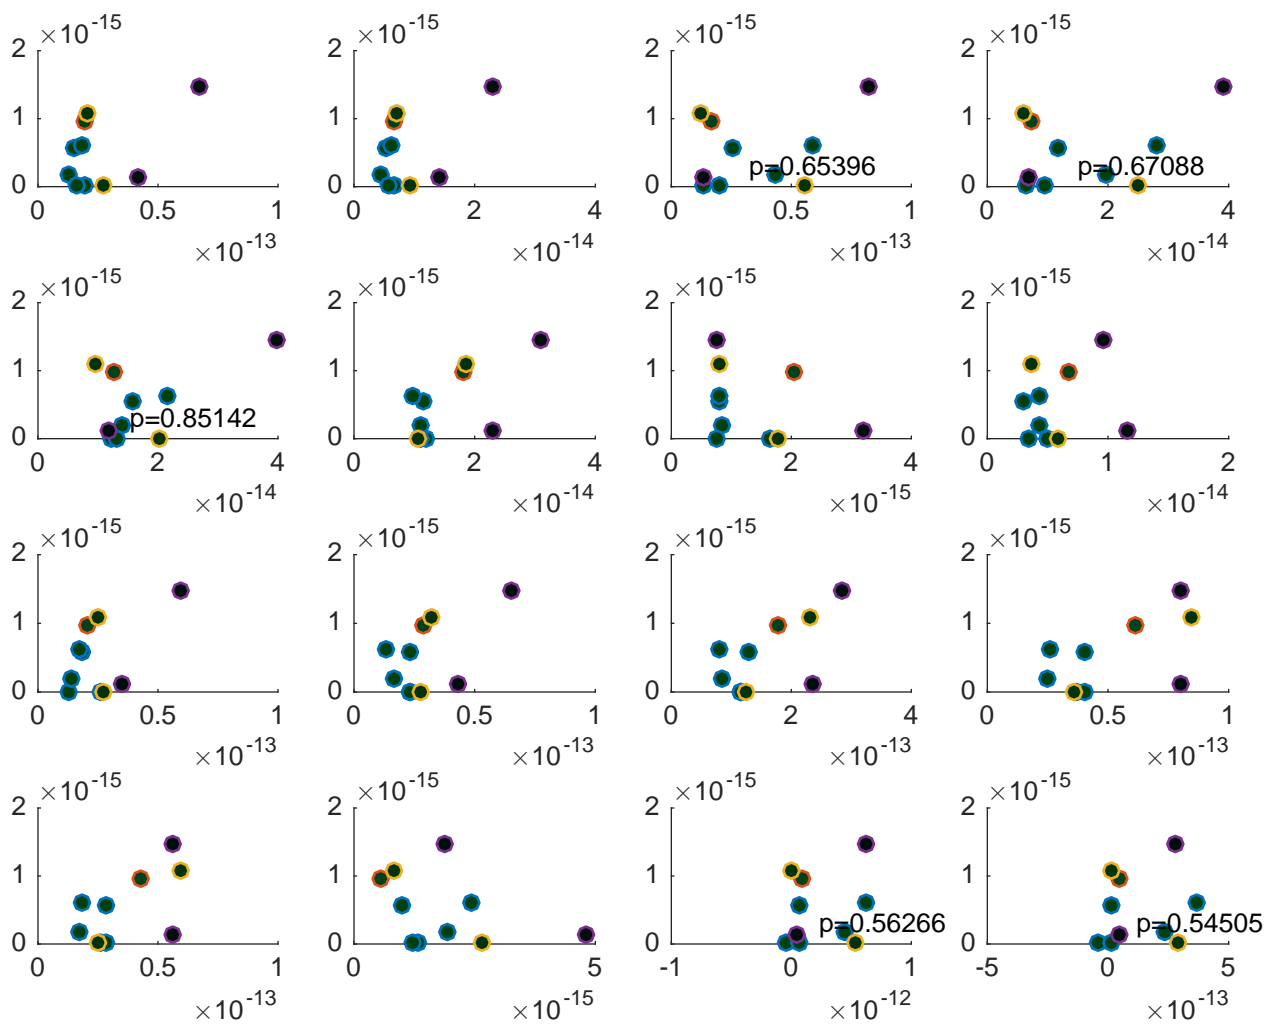 ×10-15 ×10-15 ×10-15 ×10-15
2 2 2 2
1 1 1 1
p=0.65396 p=0.67088
0 0 0 0
0 0.5 1 0 2 4 0 0.5 1 0 2 4
×10-13 ×10-14 ×10-13 ×10-14
×10-15 ×10-15 ×10-15 ×10-15
2 2 2 2
1 1 1 1
p=0.85142
0 0 0 0
0 2 4 0 2 4 0 2 4 0 1 2
×10-14 ×10-14 ×10-15 ×10-14
×10-15 ×10-15 ×10-15 ×10-15
2 2 2 2
1 1 1 1
0 0 0 0
0 0.5 1 0 0.5 1 0 2 4 0 0.5 1
×10-13 ×10-13 ×10-13 ×10-13
×10-15 ×10-15 ×10-15 ×10-15
2 2 2 2
1 1 1 1
p=0.56266 p=0.54505
0 0 0 0
0 0.5 1 0 5 -1 0 1 -5 0 5
×10-13 ×10-15 ×10-12 ×10-13